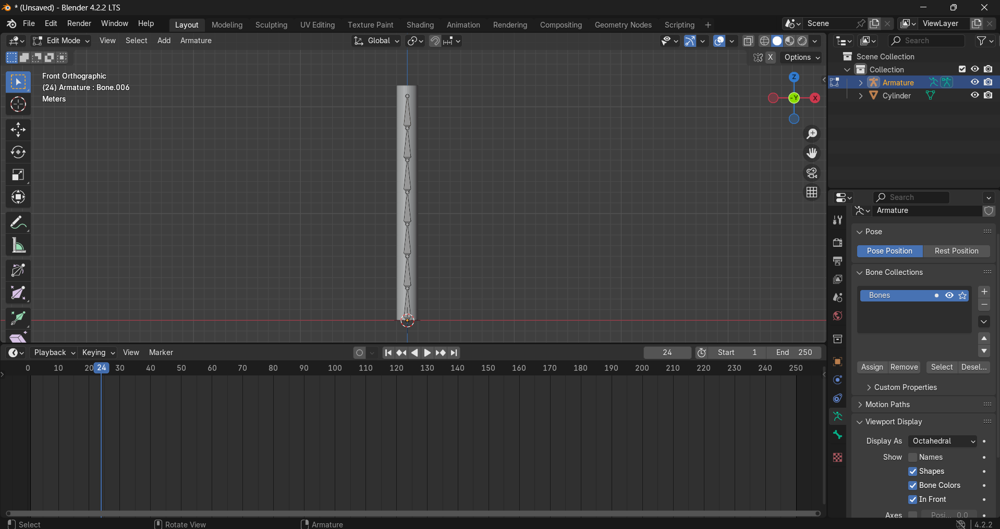 * (Unsaved) - Blender 4.2.2 LTS
File Edit Render Window Help
Layout Modeling Sculpting UV Editing Texture Paint Shading Animation Rendering Compositing Geometry Nodes Scripting +
Scene
ViewLayer
Edit Mode View Select Add Armature
Global
Search
X
Options
Front Orthographic
(24) Armature : Bone.006
Meters
Z
-Y
X
Scene Collection
Collection
Armature
Cylinder
Search
Armature
Pose
Pose Position Rest Position
Bone Collections
Bones
Assign Remove Select Desel...
Custom Properties
Motion Paths
Viewport Display
Display As Octahedral
Show Names
Shapes
Bone Colors
In Front
Axes Posi... 0.0
Playback Keying View Marker
24 Start 1 End 250
0 10 20 24 30 40 50 60 70 80 90 100 110 120 130 140 150 160 170 180 190 200 210 220 230 240 250
Select Rotate View Armature
4.2.2